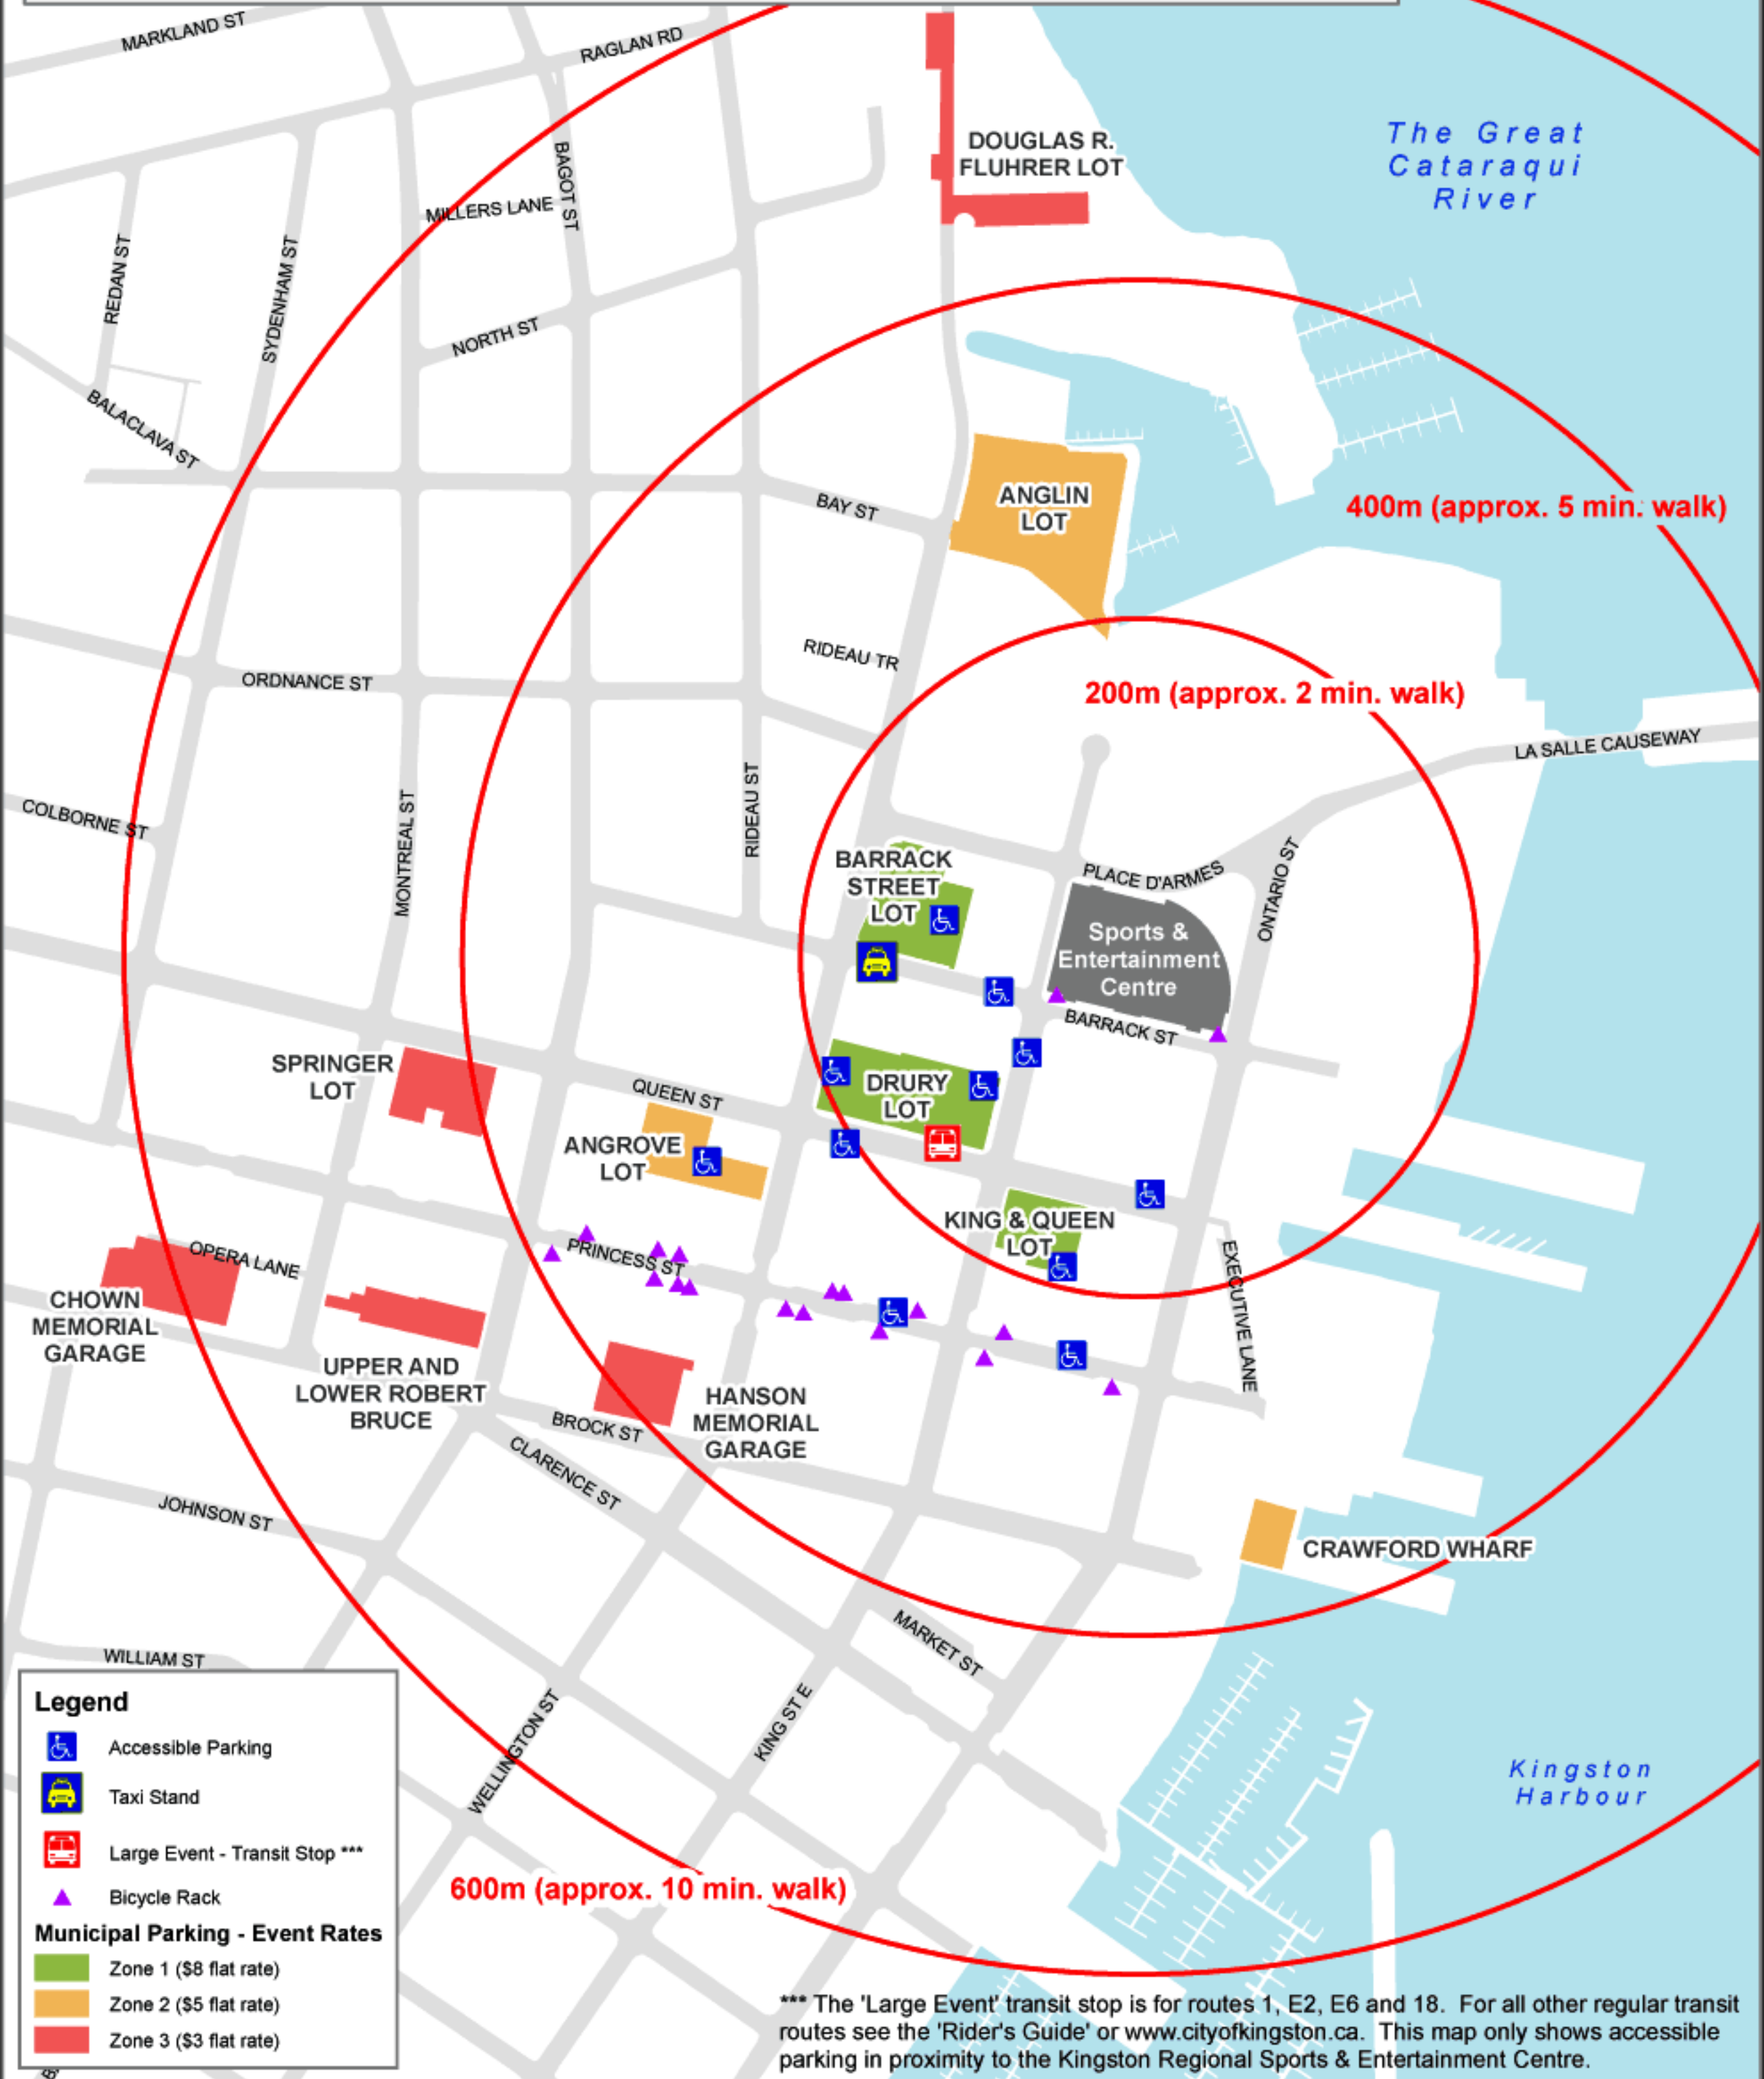 MARKLAND ST
RAGLAN RD
DOUGLAS R.
FLUHRER LOT
The Great
Cataraqui
River
BAGOT ST
MILLERS LANE
REDAN ST
SYDENHAM ST
NORTH ST
BALACLAVA ST
BAY ST
ANGLIN
LOT
400m (approx. 5 min. walk)
RIDEAU TR
ORDNANCE ST
200m (approx. 2 min. walk)
LA SALLE CAUSEWAY
COLBORNE ST
MONTREAL ST
RIDEAU ST
BARRACK
STREET
LOT
PLACE D'ARMES
ONTARIO ST
Sports &
Entertainment
Centre
BARRACK ST
SPRINGER
LOT
QUEEN ST
DRURY
LOT
ANGROVE
LOT
KING & QUEEN
LOT
OPERA LANE
PRINCESS ST
EXECUTIVE LANE
CHOWN
MEMORIAL
GARAGE
UPPER AND
LOWER ROBERT
BRUCE
HANSON
MEMORIAL
GARAGE
BROCK ST
CLARENCE ST
JOHNSON ST
CRAWFORD WHARF
MARKET ST
WILLIAM ST
WELLINGTON ST
KING ST E
Kingston
Harbour
600m (approx. 10 min. walk)
Legend
Accessible Parking
Taxi Stand
Large Event - Transit Stop ***
Bicycle Rack
Municipal Parking - Event Rates
Zone 1 ($8 flat rate)
Zone 2 ($5 flat rate)
Zone 3 ($3 flat rate)
*** The 'Large Event' transit stop is for routes 1, E2, E6 and 18. For all other regular transit
routes see the 'Rider's Guide' or www.cityofkingston.ca. This map only shows accessible
parking in proximity to the Kingston Regional Sports & Entertainment Centre.